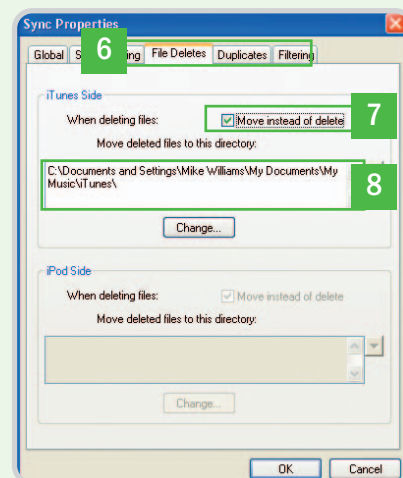 Sync Properties
6
Global
File Deletes
Duplicates
Filtering
iTunes Side
When deleting files:
Move instead of delete
7
Move deleted files to this directory:
C:\Documents and Settings\Mike Williams\My Documents\My
Music\iTunes\
8
Change...
iPod Side
When deleting files:
Move instead of delete
Move deleted files to this directory:
Change...
OK
Cancel